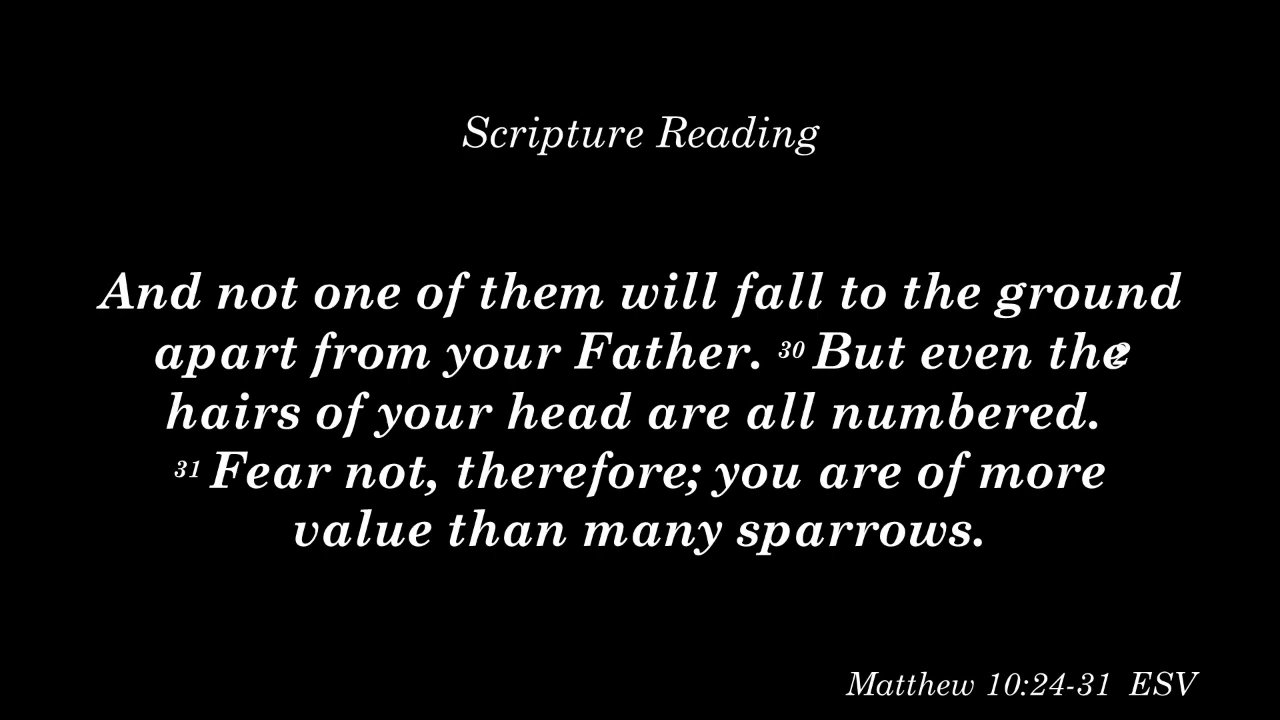 Scripture Reading
And not one of them will fall to the ground
apart from your Father. 30 But even the
hairs of your head are all numbered.
31 Fear not, therefore; you are of more
value than many sparrows.
Matthew 10:24-31 ESV